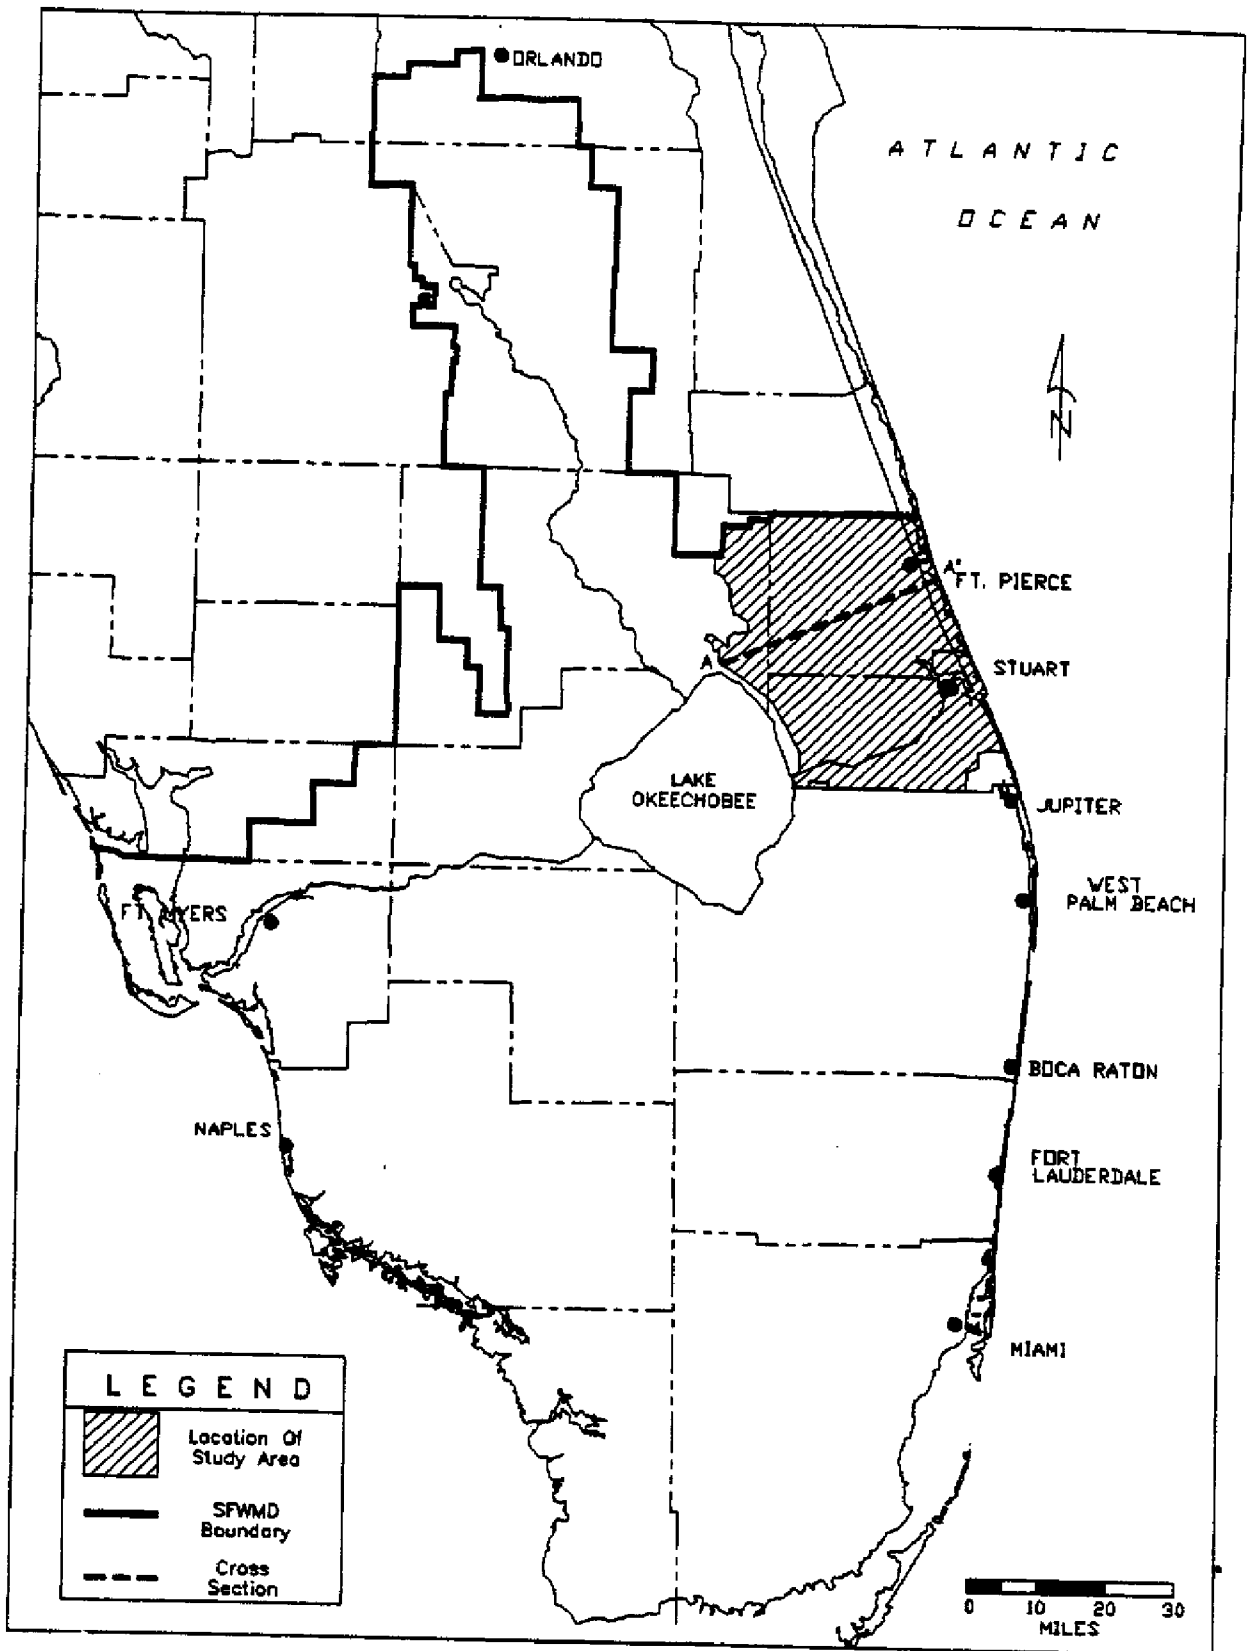 ORLANDO
ATLANTIC
OCEAN
N
A'
FT. PIERCE
A
STUART
LAKE
OKEECHOBEE
JUPITER
WEST
PALM BEACH
FT. MYERS
BOCA RATON
NAPLES
FORT
LAUDERDALE
MIAMI
LEGEND
Location Of
Study Area
SFWMD
Boundary
Cross
Section
0 10 20 30
MILES